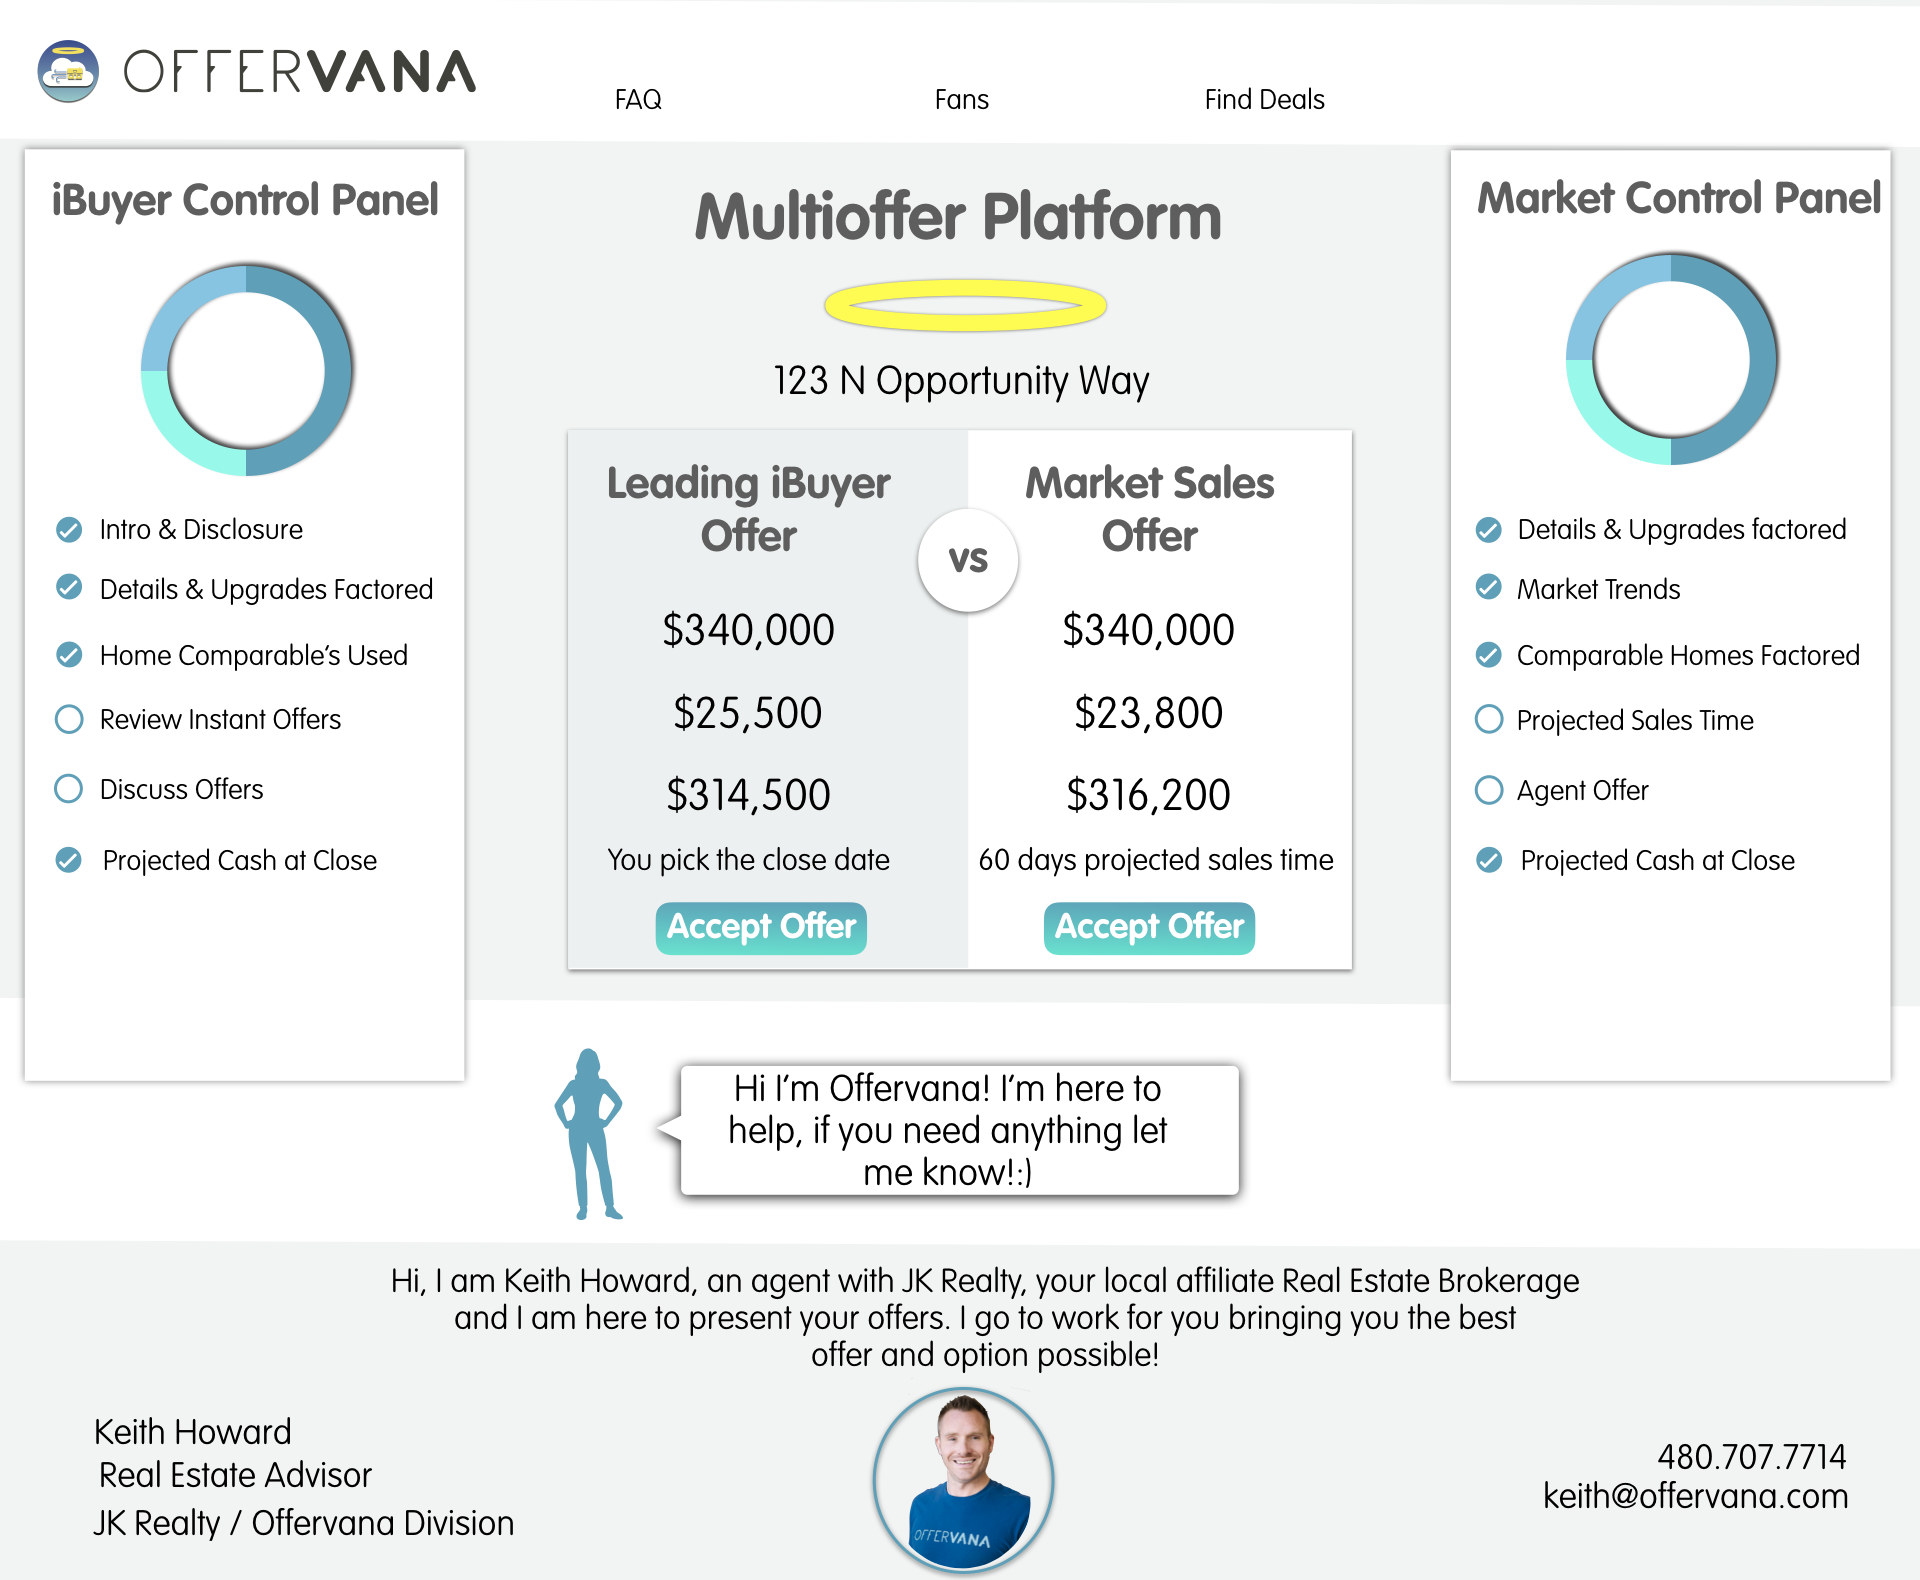 OFFERVANA
FAQ
Fans
Find Deals
iBuyer Control Panel
Intro & Disclosure
Details & Upgrades Factored
Home Comparable's Used
Review Instant Offers
Discuss Offers
Projected Cash at Close
Multioffer Platform
123 N Opportunity Way
Leading iBuyer
Offer
$340,000
$25,500
$314,500
You pick the close date
Accept Offer
vs
Market Sales
Offer
$340,000
$23,800
$316,200
60 days projected sales time
Accept Offer
Market Control Panel
Details & Upgrades factored
Market Trends
Comparable Homes Factored
Projected Sales Time
Agent Offer
Projected Cash at Close
Hi I'm Offervana! I'm here to
help, if you need anything let
me know!:)
Hi, I am Keith Howard, an agent with JK Realty, your local affiliate Real Estate Brokerage
and I am here to present your offers. I go to work for you bringing you the best
offer and option possible!
Keith Howard
Real Estate Advisor
JK Realty / Offervana Division
OFFERVANA
480.707.7714
keith@offervana.com